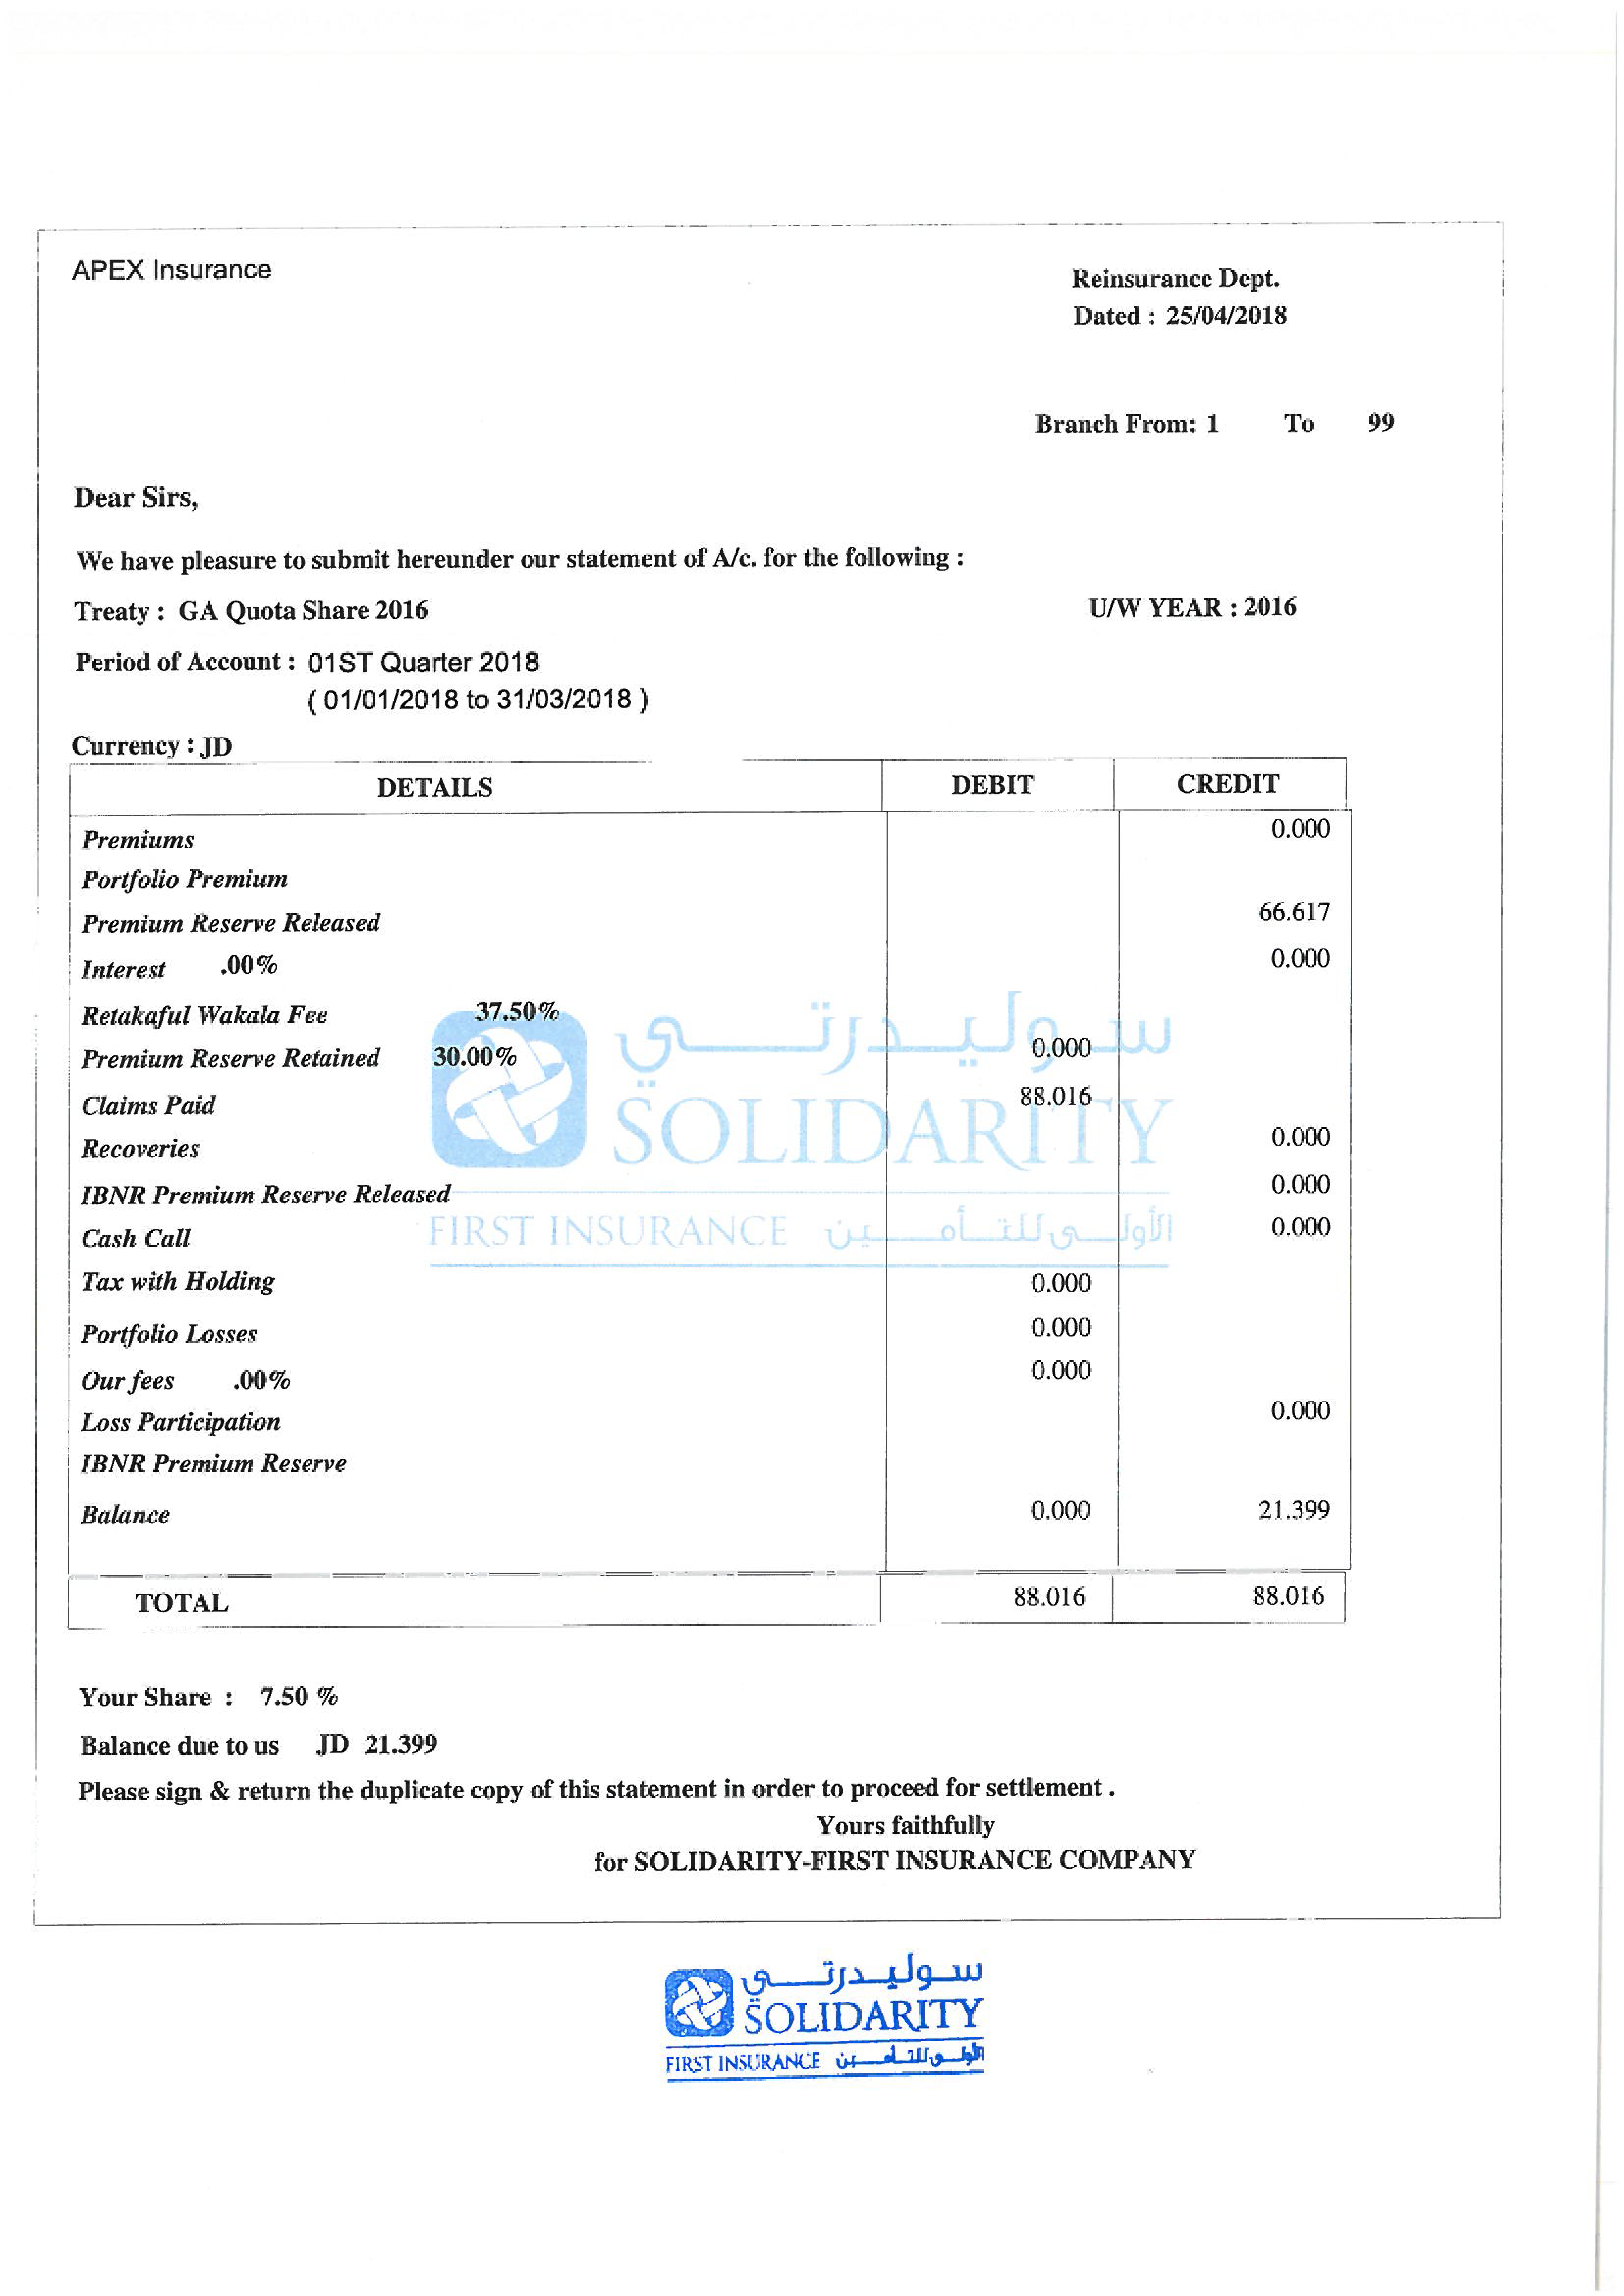 APEX Insurance
Reinsurance Dept.
Dated : 25/04/2018
Branch From: 1 To 99
Dear Sirs,
We have pleasure to submit hereunder our statement of A/c. for the following :
Treaty : GA Quota Share 2016 U/W YEAR : 2016
Period of Account : 01ST Quarter 2018
( 01/01/2018 to 31/03/2018 )
Currency : JD
DETAILS DEBIT CREDIT
Premiums 0.000
Portfolio Premium
Premium Reserve Released 66.617
Interest .00% 0.000
Retakaful Wakala Fee 37.50%
Premium Reserve Retained 30.00% 0.000
Claims Paid 88.016
Recoveries 0.000
IBNR Premium Reserve Released 0.000
Cash Call 0.000
Tax with Holding 0.000
Portfolio Losses 0.000
Our fees .00% 0.000
Loss Participation 0.000
IBNR Premium Reserve
Balance 0.000 21.399
TOTAL 88.016 88.016
سوليدرتي
SOLIDARITY
FIRST INSURANCE الأولى للتأمين
Your Share : 7.50 %
Balance due to us JD 21.399
Please sign & return the duplicate copy of this statement in order to proceed for settlement .
Yours faithfully
for SOLIDARITY-FIRST INSURANCE COMPANY
سوليدرتي
SOLIDARITY
FIRST INSURANCE الأولى للتأمين